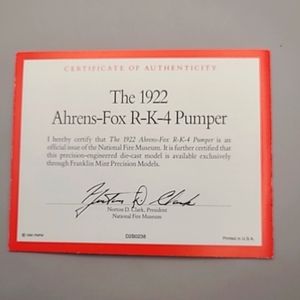 CERTIFICATE OF AUTHENTICITY
The 1922
Ahrens-Fox R-K-4 Pumper
I hereby certify that The 1922 Ahrens-Fox R-K-4 Pumper is an
official issue of the National Fire Museum. It is further certified that
this precision-engineered die-cast model is available exclusively
through Franklin Mint Precision Models.
Norton D. Clark
Norton D. Clark, President
National Fire Museum
Printed in U.S.A.